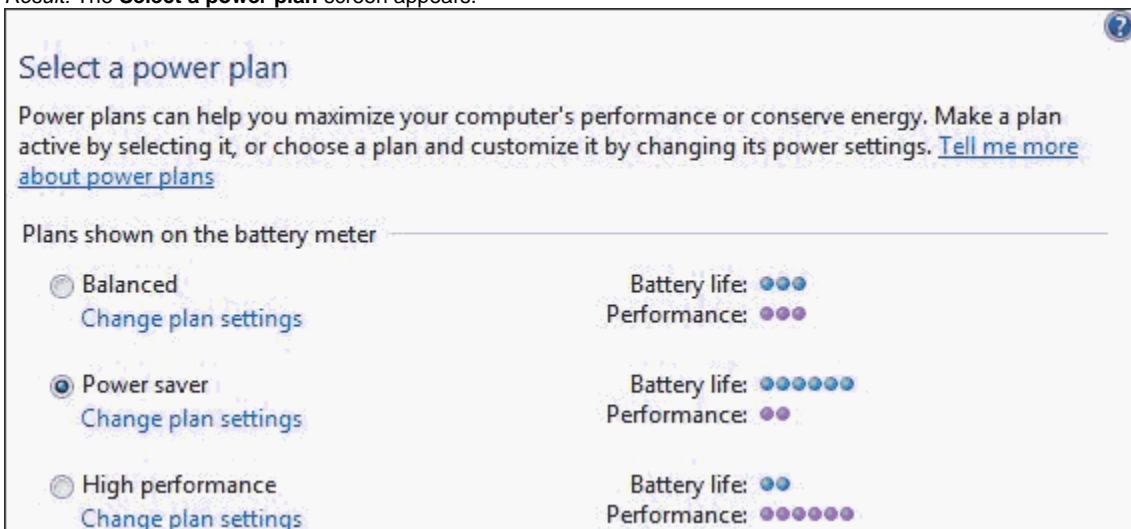 Result: The Select a power plan screen appears.
?
Select a power plan
Power plans can help you maximize your computer's performance or conserve energy. Make a plan
active by selecting it, or choose a plan and customize it by changing its power settings. Tell me more
about power plans
Plans shown on the battery meter
Balanced Battery life:
Change plan settings Performance:
Power saver Battery life:
Change plan settings Performance:
High performance Battery life:
Change plan settings Performance: